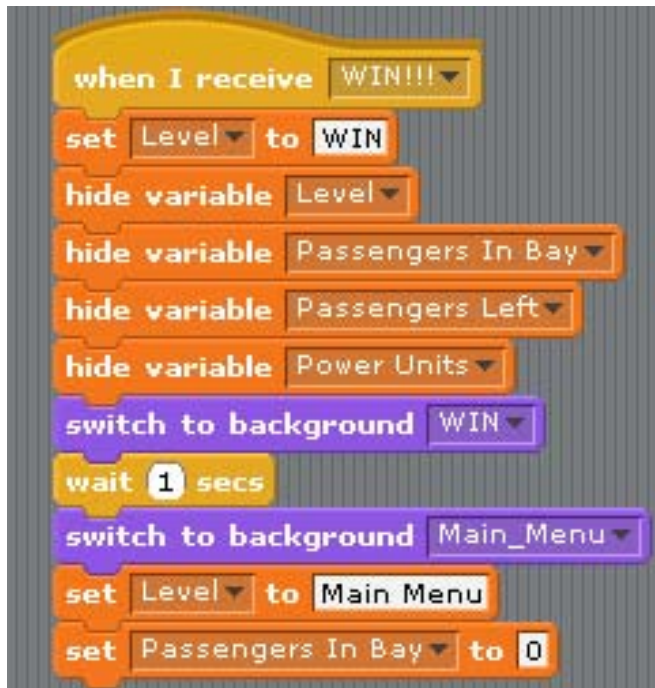 when I receive WIN!!!
set Level to WIN
hide variable Level
hide variable Passengers In Bay
hide variable Passengers Left
hide variable Power Units
switch to background WIN
wait 1 secs
switch to background Main_Menu
set Level to Main Menu
set Passengers In Bay to 0